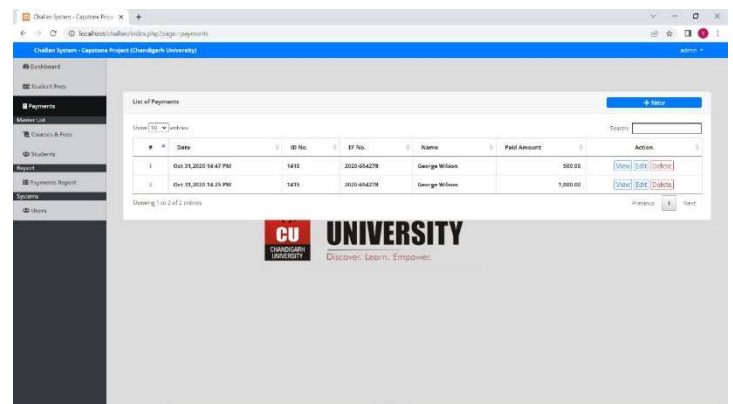 Challan System - Capstone Proje
localhost/challan/index.php?page=payments
Challan System - Capstone Project (Chandigarh University)
admin
Dashboard
Student Fees
Payments
Master List
Courses & Fees
Students
Report
Payments Report
Systems
Users
List of Payments
+ New
Show 10 entries
Search:
# Date ID No. EF No. Name Paid Amount Action
1 Oct 31,2020 14:47 PM 1415 2020-654278 George Wilson 500.00 View Edit Delete
2 Oct 31,2020 14:25 PM 1415 2020-654278 George Wilson 1,000.00 View Edit Delete
Showing 1 to 2 of 2 entries
Previous 1 Next
CU
CHANDIGARH
UNIVERSITY
UNIVERSITY
Discover. Learn. Empower.